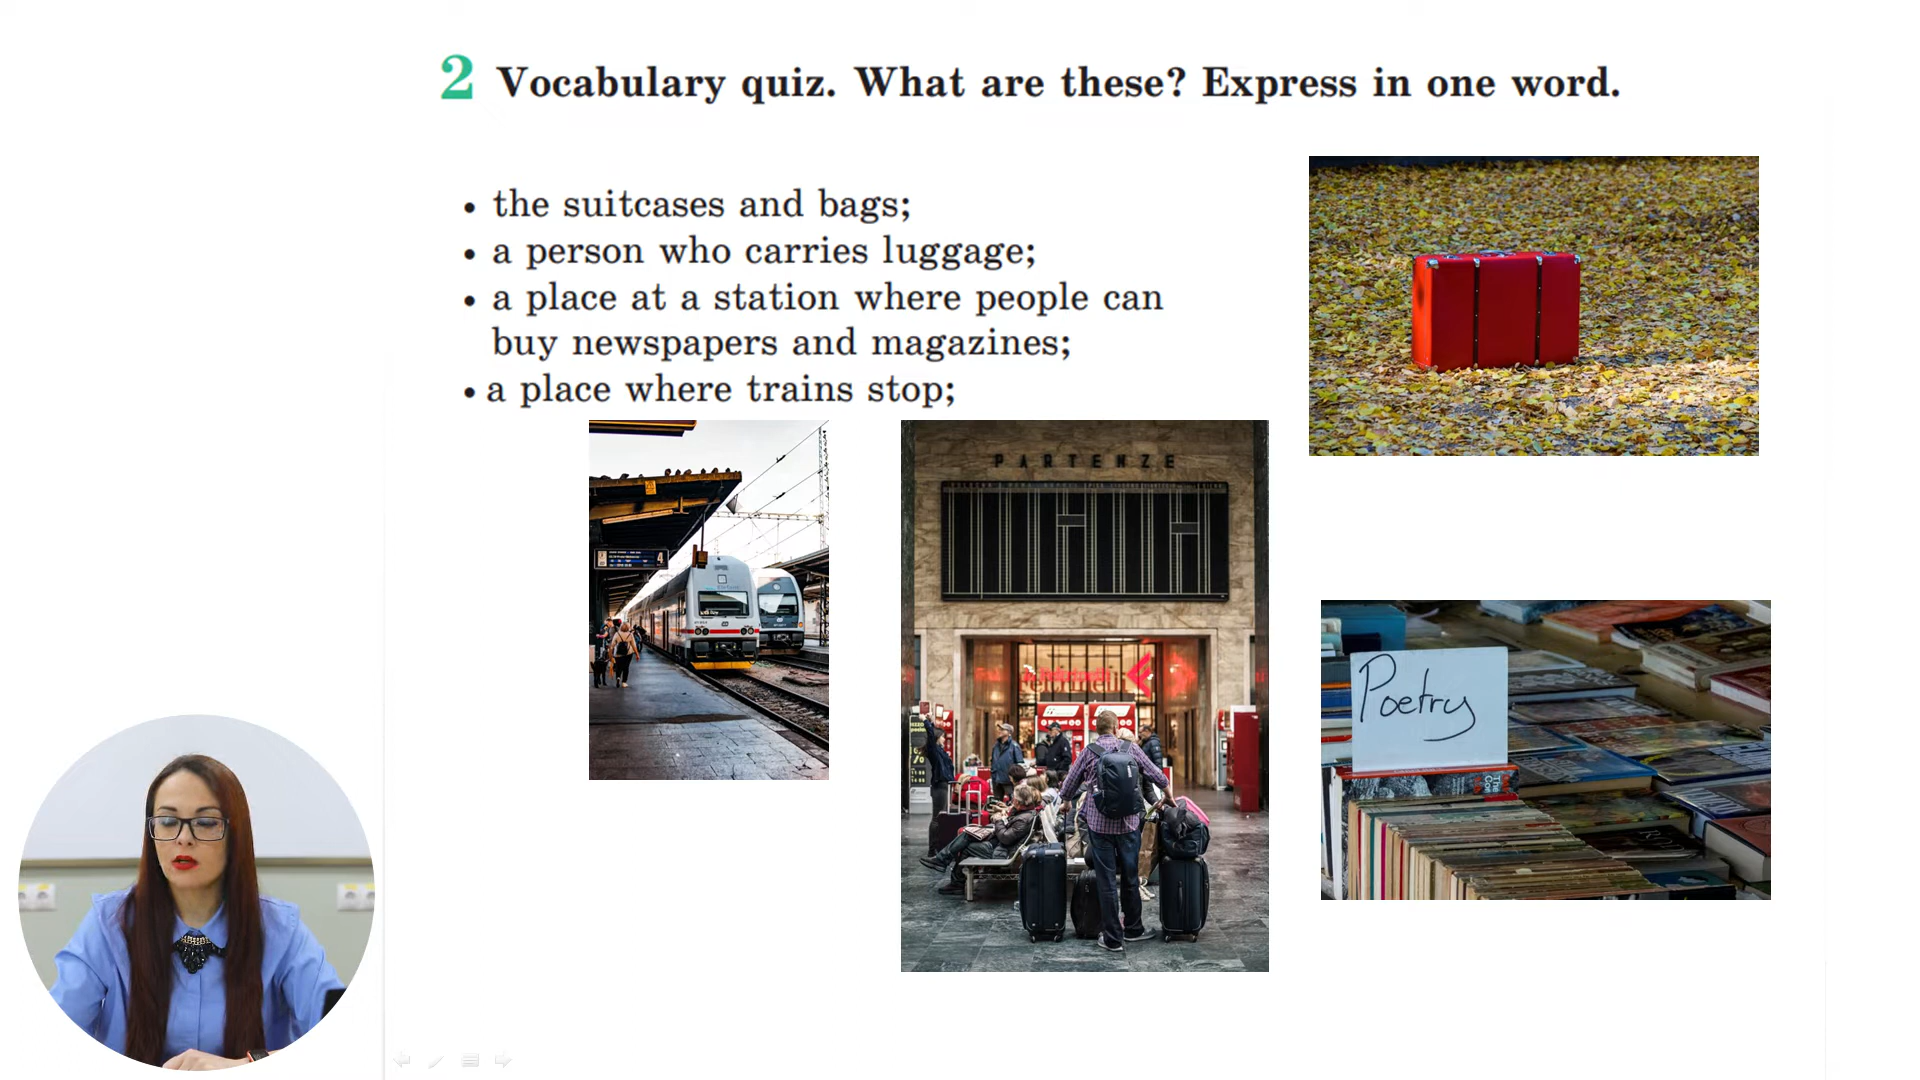 2 Vocabulary quiz. What are these? Express in one word.
• the suitcases and bags;
• a person who carries luggage;
• a place at a station where people can
buy newspapers and magazines;
• a place where trains stop;
PARTENZE
4
Poetry